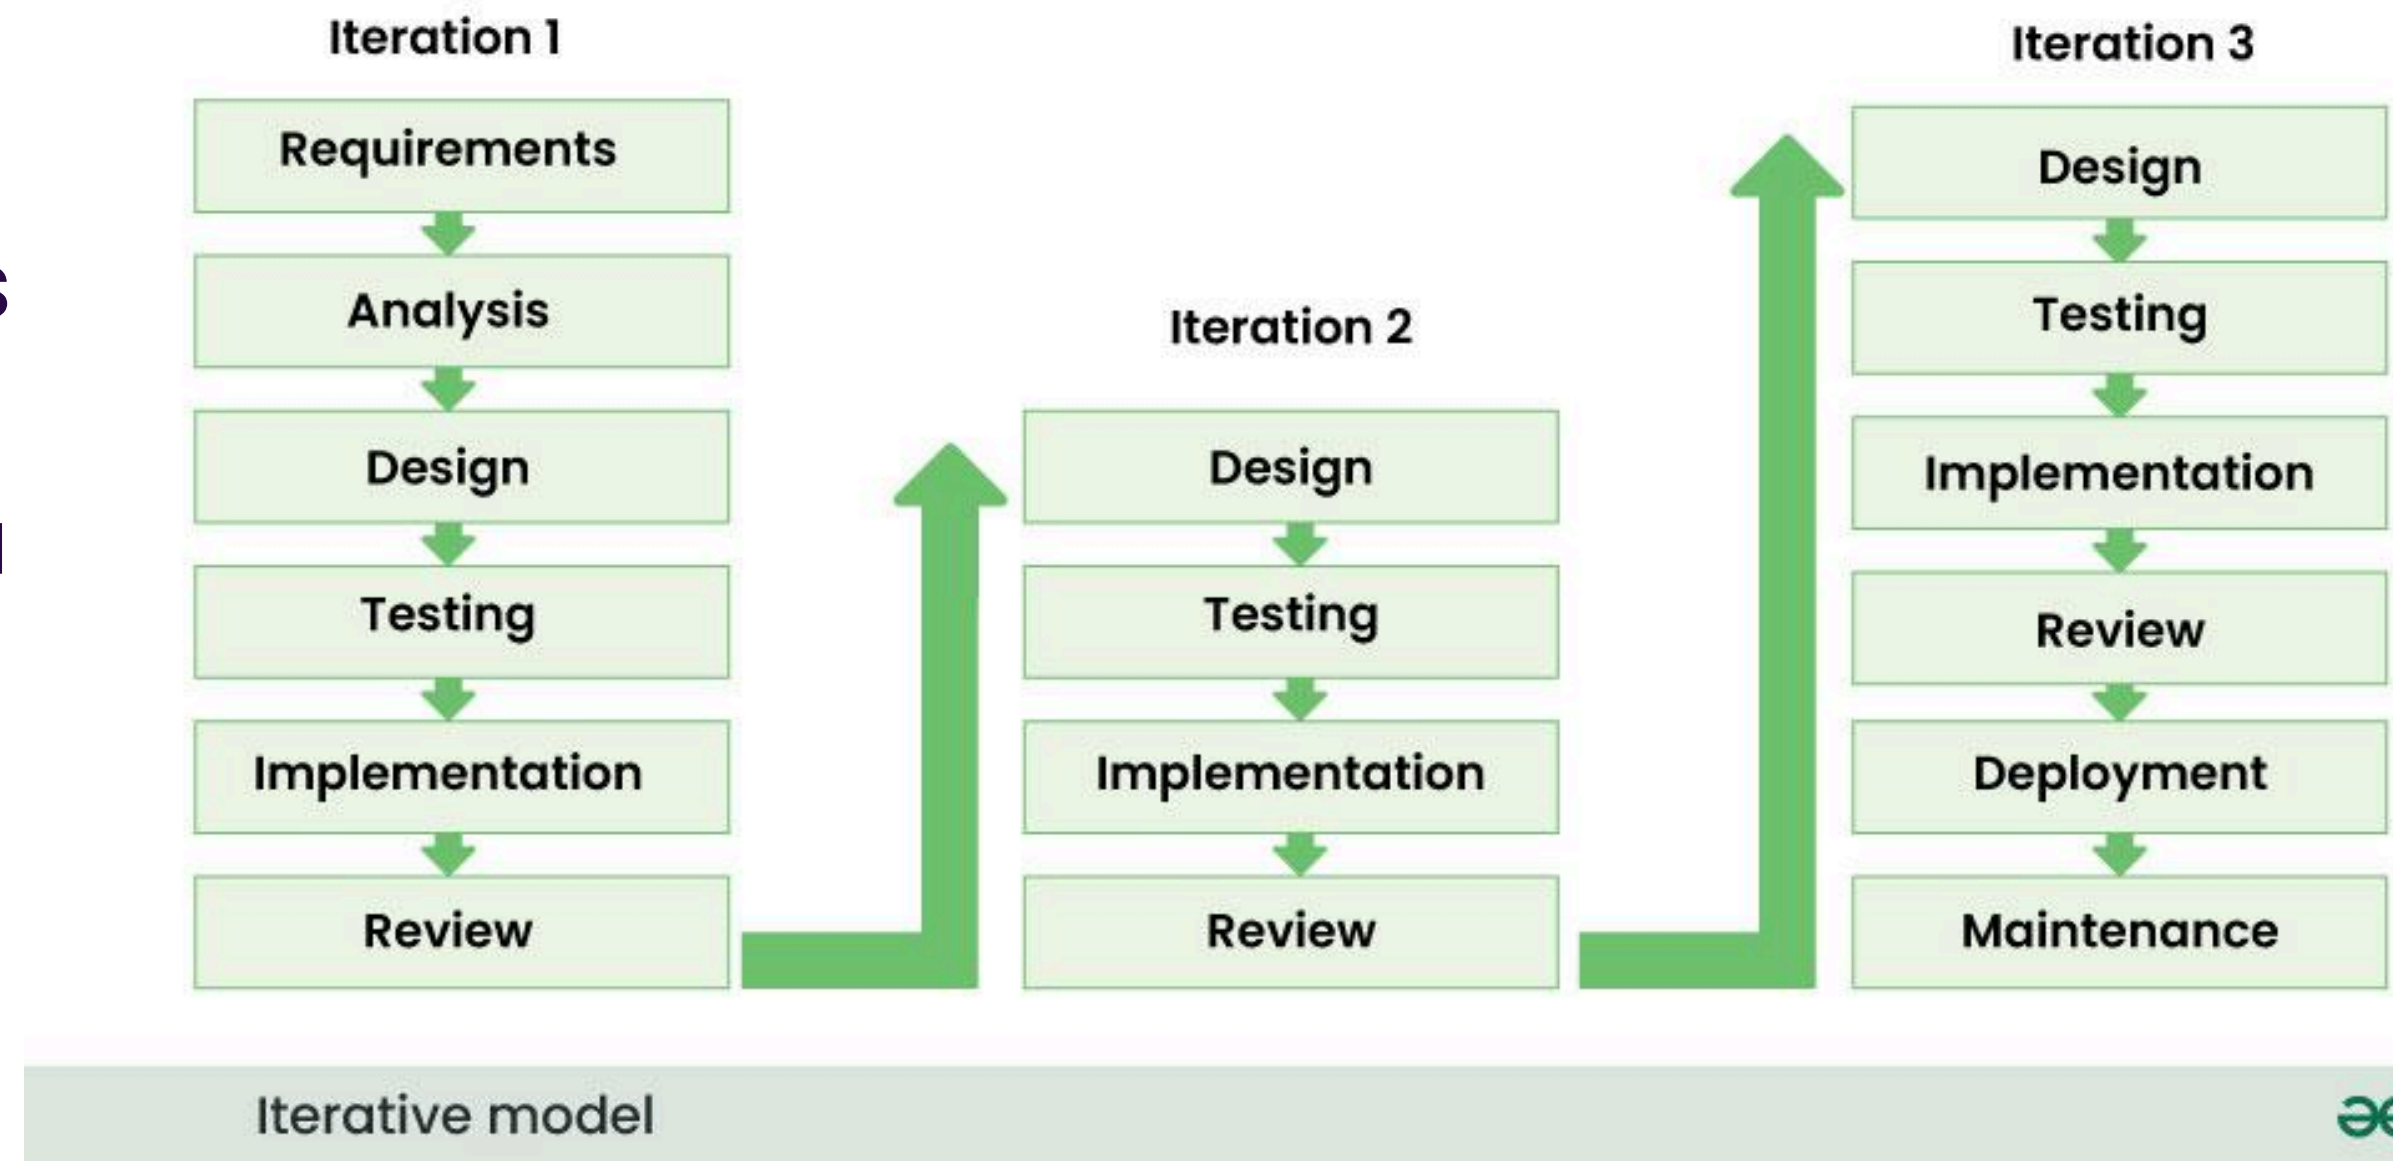 Iteration 1
Requirements
Analysis
Design
Testing
Implementation
Review
Iteration 2
Design
Testing
Implementation
Review
Iteration 3
Design
Testing
Implementation
Review
Deployment
Maintenance
Iterative model